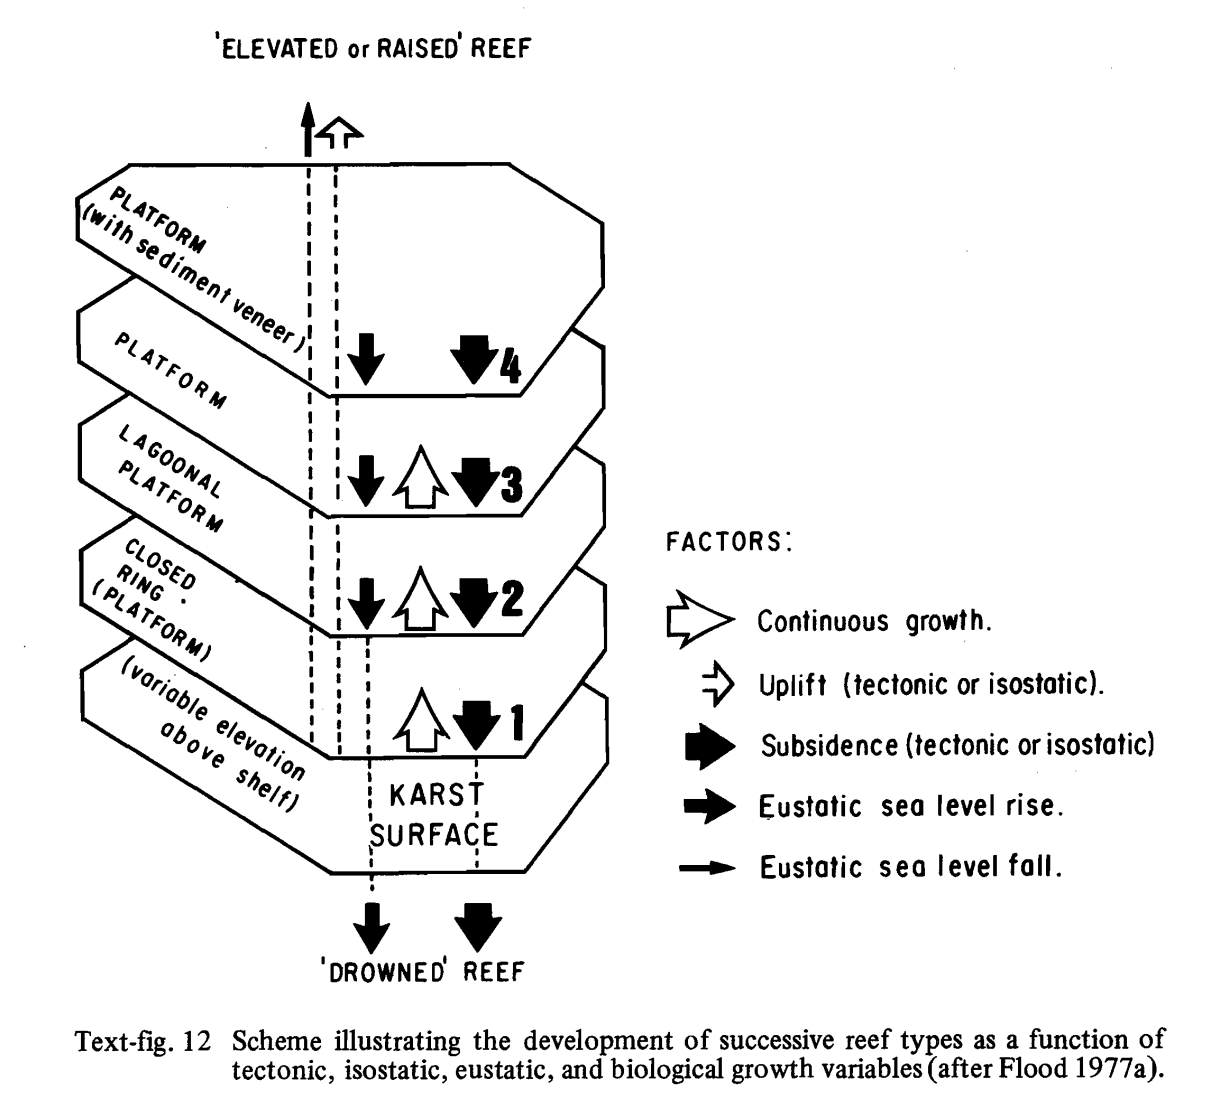 'ELEVATED or RAISED' REEF
PLATFORM
(with sediment veneer)
4
PLATFORM
3
LAGOONAL
PLATFORM
2
CLOSED
RING
(PLATFORM)
1
(variable elevation
above shelf)
KARST
SURFACE
'DROWNED' REEF
FACTORS:
Continuous growth.
Uplift (tectonic or isostatic).
Subsidence (tectonic or isostatic)
Eustatic sea level rise.
Eustatic sea level fall.
Text-fig. 12 Scheme illustrating the development of successive reef types as a function of
tectonic, isostatic, eustatic, and biological growth variables (after Flood 1977a).